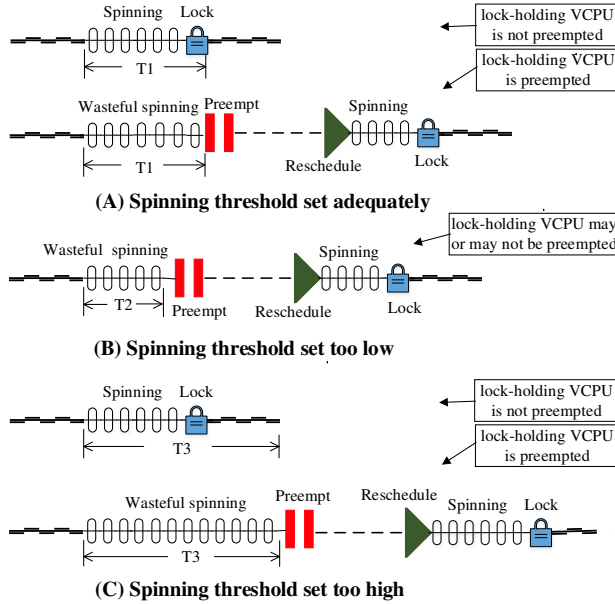 Spinning Lock
lock-holding VCPU
is not preempted
T1
lock-holding VCPU
is preempted
Wasteful spinning Preempt
Spinning
T1
Reschedule
Lock
(A) Spinning threshold set adequately
lock-holding VCPU may
or may not be preempted
Wasteful spinning
Spinning
T2
Preempt
Reschedule
Lock
(B) Spinning threshold set too low
Spinning Lock
lock-holding VCPU
is not preempted
T3
lock-holding VCPU
is preempted
Wasteful spinning
Preempt
Reschedule
Spinning
Lock
T3
(C) Spinning threshold set too high